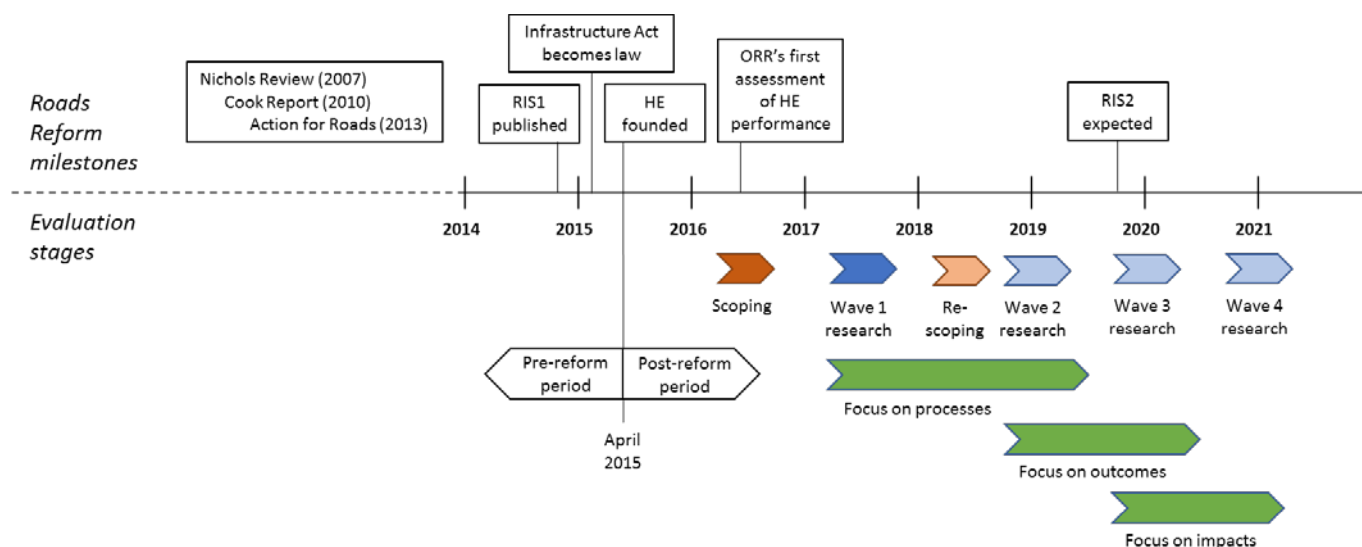 Infrastructure Act
becomes law
Nichols Review (2007)
Cook Report (2010)
Action for Roads (2013)
RIS1
published
HE
founded
ORR's first
assessment
of HE
performance
RIS2
expected
Roads
Reform
milestones
Evaluation
stages
2014
2015
2016
2017
2018
2019
2020
2021
Scoping
Wave 1
research
Re-
scoping
Wave 2
research
Wave 3
research
Wave 4
research
Pre-reform
period
Post-reform
period
Focus on processes
April
2015
Focus on outcomes
Focus on impacts